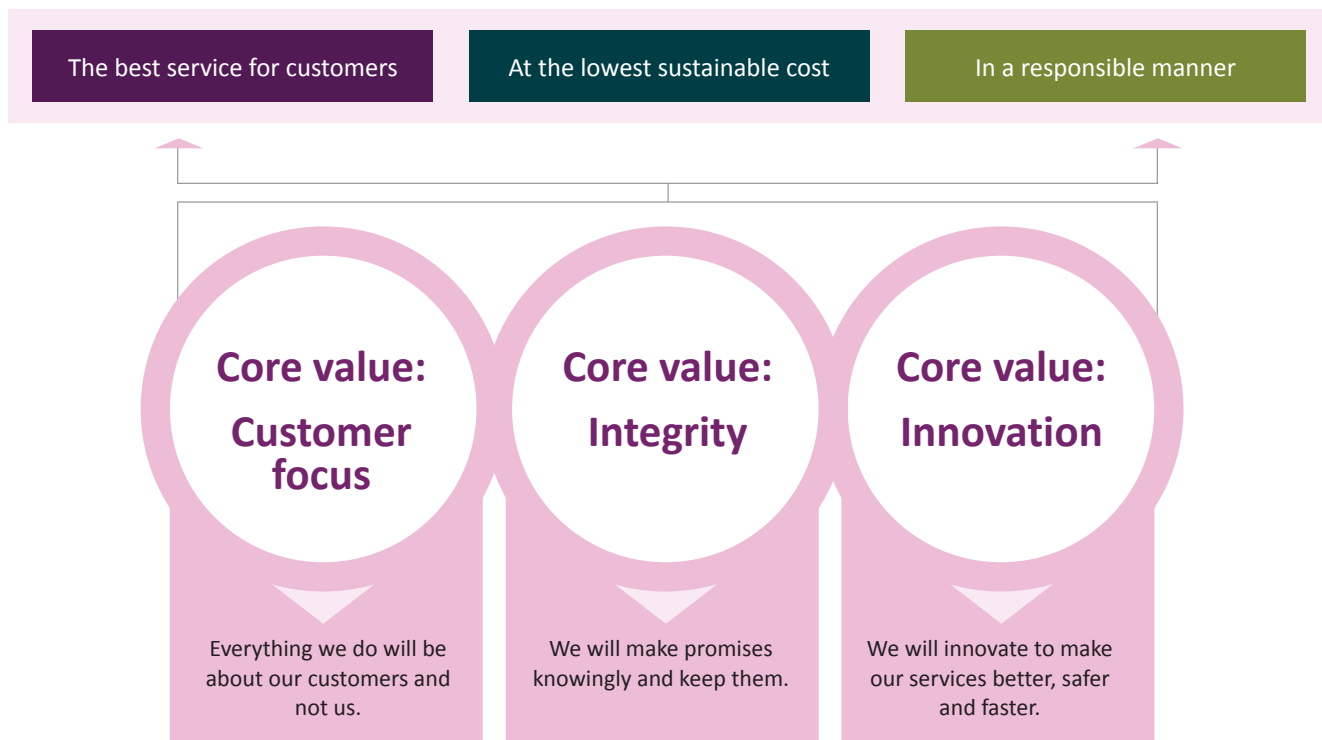 The best service for customers
At the lowest sustainable cost
In a responsible manner
Core value:
Customer
focus
Core value:
Integrity
Core value:
Innovation
Everything we do will be
about our customers and
not us.
We will make promises
knowingly and keep them.
We will innovate to make
our services better, safer
and faster.